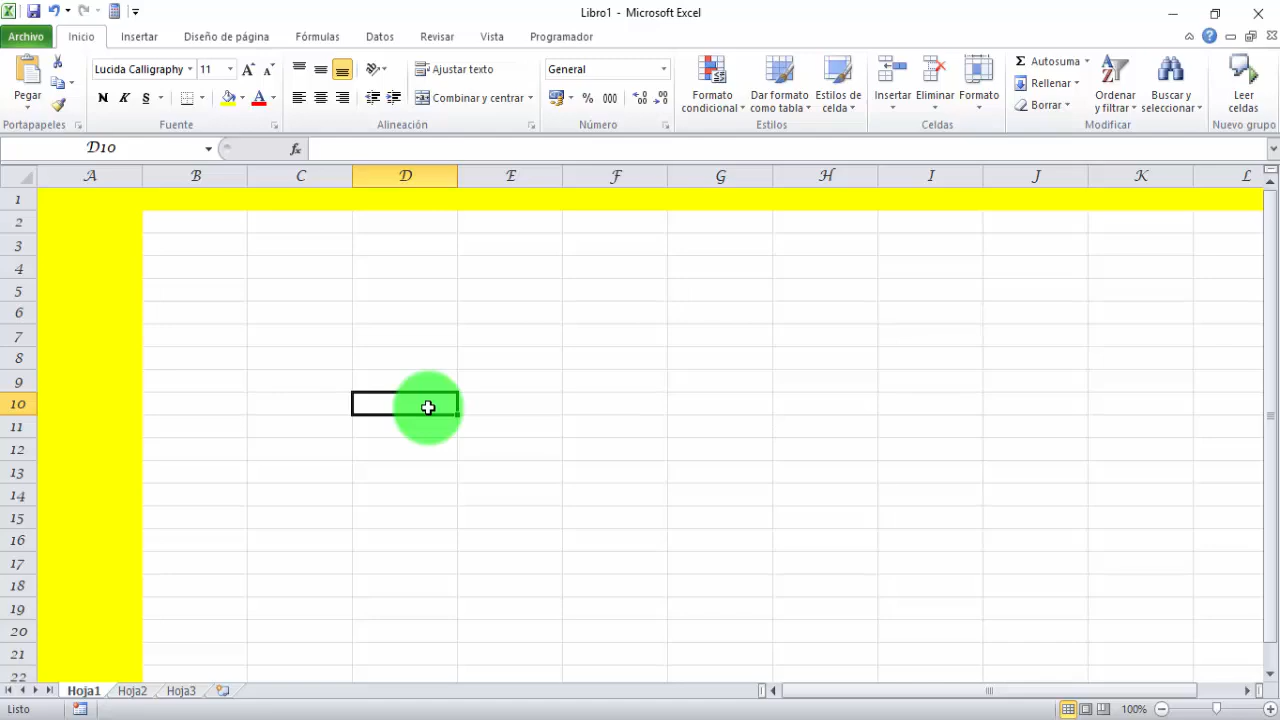 Libro1 - Microsoft Excel
Archivo Inicio Insertar Diseño de página Fórmulas Datos Revisar Vista Programador
Pegar
Portapapeles
Lucida Calligraphy 11
N K S
Fuente
Ajustar texto
Combinar y centrar
Alineación
General
% 000
Número
Formato condicional
Dar formato como tabla
Estilos de celda
Estilos
Insertar Eliminar Formato
Celdas
Σ Autosuma
Rellenar
Borrar
Ordenar y filtrar
Buscar y seleccionar
Modificar
Leer celdas
Nuevo grupo
D10 fx
A B C D E F G H I J K L
1
2
3
4
5
6
7
8
9
10
11
12
13
14
15
16
17
18
19
20
21
22
Hoja1 Hoja2 Hoja3
Listo 100%